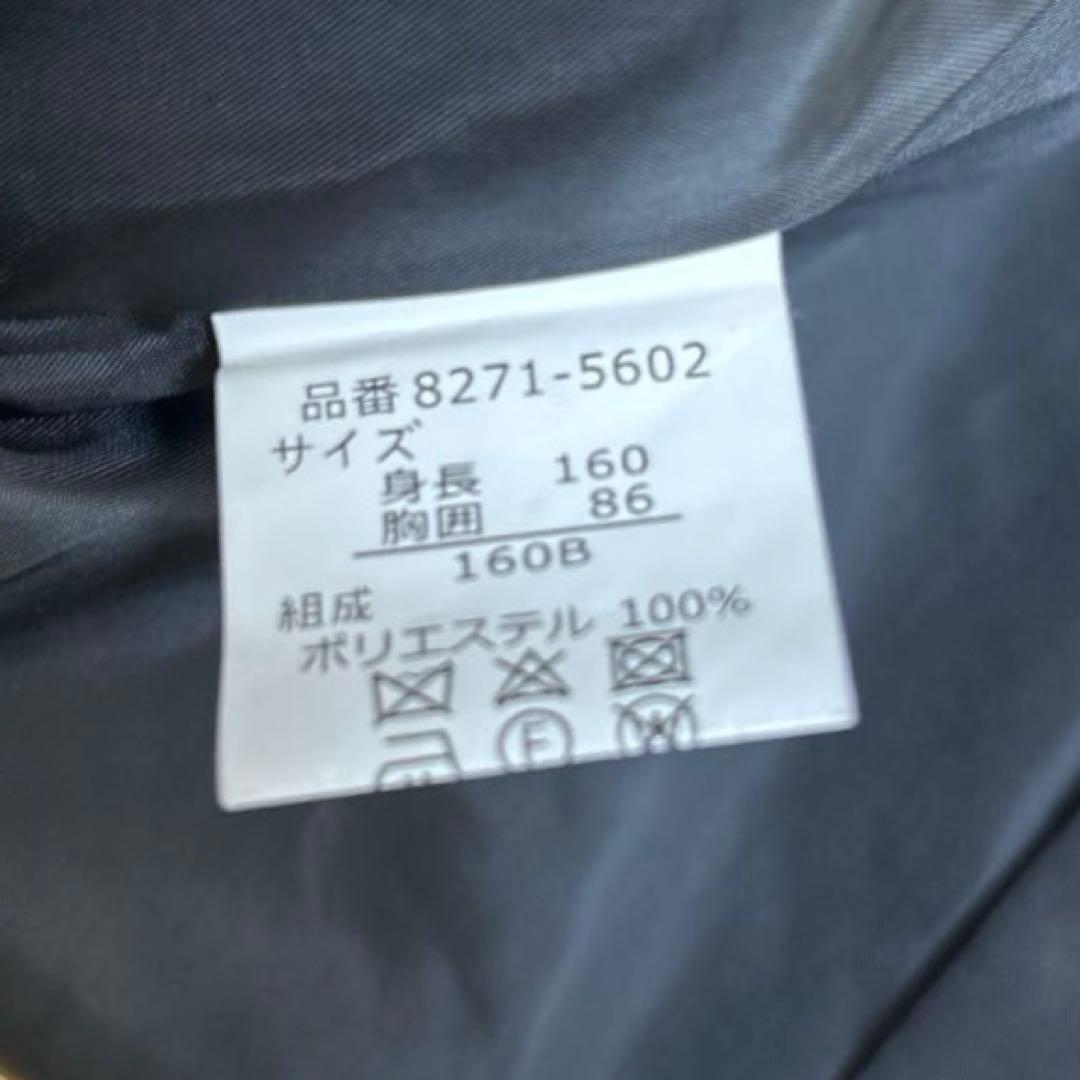 品番 8271-5602
サイズ
身長 160
胸囲 86
160B
組成
ポリエステル 100%
F